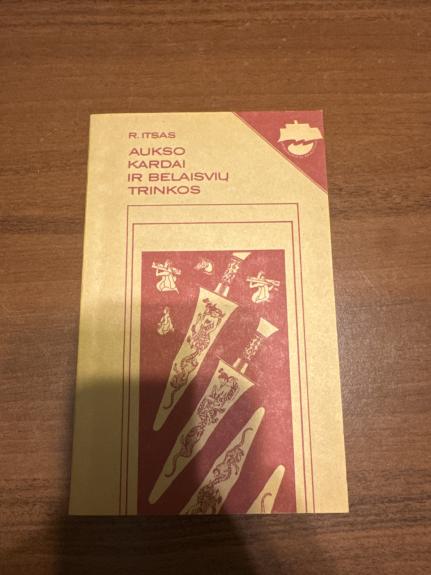 R. ITSAS
AUKSO
KARDAI
IR BELAISVIŲ
TRINKOS